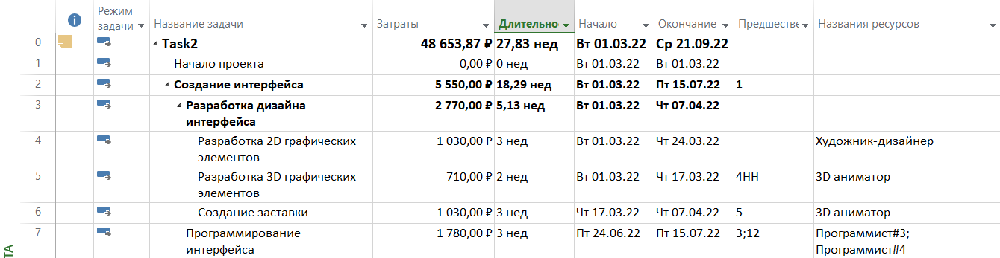 Режим задачи Название задачи Затраты Длительно Начало Окончание Предшестве Названия ресурсов
0 Task2 48 653,87 ₽ 27,83 нед Вт 01.03.22 Ср 21.09.22
1 Начало проекта 0,00 ₽ 0 нед Вт 01.03.22 Вт 01.03.22
2 Создание интерфейса 5 550,00 ₽ 18,29 нед Вт 01.03.22 Пт 15.07.22 1
3 Разработка дизайна 2 770,00 ₽ 5,13 нед Вт 01.03.22 Чт 07.04.22
интерфейса
4 Разработка 2D графических 1 030,00 ₽ 3 нед Вт 01.03.22 Чт 24.03.22 Художник-дизайнер
элементов
5 Разработка 3D графических 710,00 ₽ 2 нед Вт 01.03.22 Чт 17.03.22 4НН 3D аниматор
элементов
6 Создание заставки 1 030,00 ₽ 3 нед Чт 17.03.22 Чт 07.04.22 5 3D аниматор
7 Программирование 1 780,00 ₽ 3 нед Пт 24.06.22 Пт 15.07.22 3;12 Программист#3;
интерфейса Программист#4
ТА